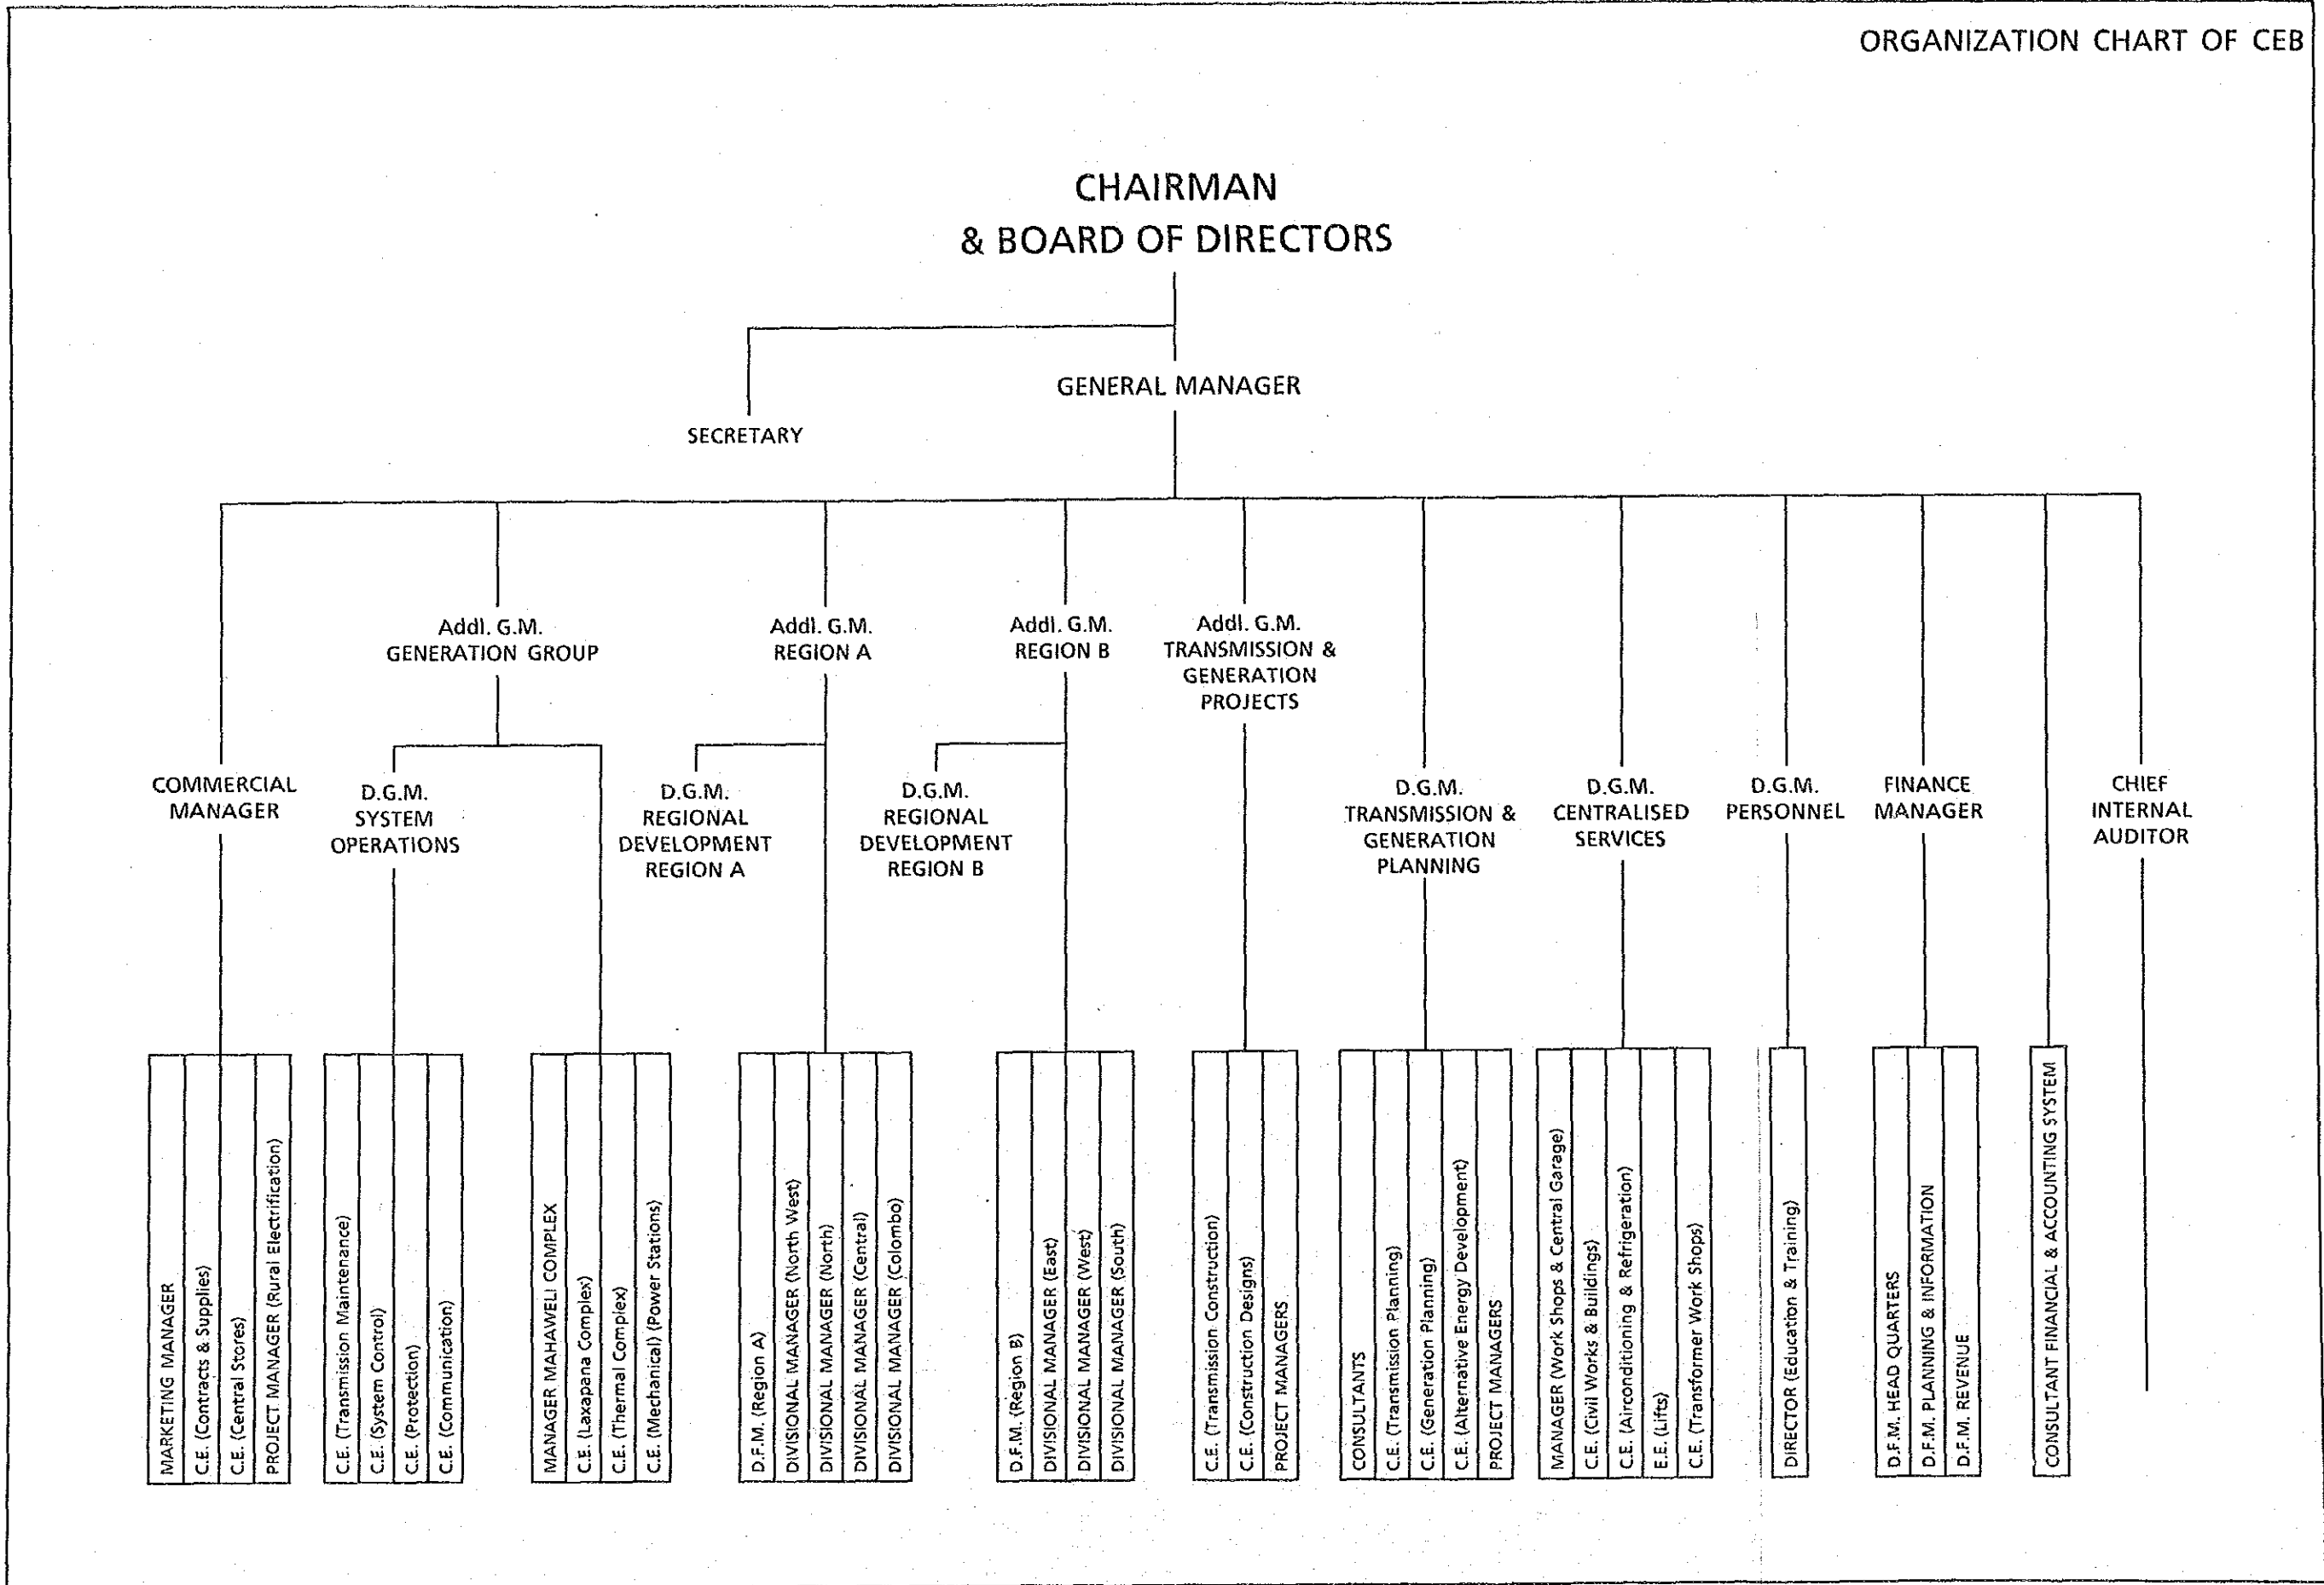 ORGANIZATION CHART OF CEB
CHAIRMAN
& BOARD OF DIRECTORS
GENERAL MANAGER
SECRETARY
Addl. G.M.
GENERATION GROUP
Addl. G.M.
REGION A
Addl. G.M.
REGION B
Addl. G.M.
TRANSMISSION &
GENERATION
PROJECTS
COMMERCIAL
MANAGER
D.G.M.
SYSTEM
OPERATIONS
D.G.M.
REGIONAL
DEVELOPMENT
REGION A
D.G.M.
REGIONAL
DEVELOPMENT
REGION B
D.G.M.
TRANSMISSION &
GENERATION
PLANNING
D.G.M.
CENTRALISED
SERVICES
D.G.M.
PERSONNEL
FINANCE
MANAGER
CHIEF
INTERNAL
AUDITOR
MARKETING MANAGER
C.E. (Contracts & Supplies)
C.E. (Central Stores)
PROJECT MANAGER (Rural Electrification)
C.E. (Transmission Maintenance)
C.E. (System Control)
C.E. (Protection)
C.E. (Communication)
MANAGER MAHAWELI COMPLEX
C.E. (Laxapana Complex)
C.E. (Thermal Complex)
C.E. (Mechanical) (Power Stations)
D.F.M. (Region A)
DIVISIONAL MANAGER (North West)
DIVISIONAL MANAGER (North)
DIVISIONAL MANAGER (Central)
DIVISIONAL MANAGER (Colombo)
D.F.M. (Region B)
DIVISIONAL MANAGER (East)
DIVISIONAL MANAGER (West)
DIVISIONAL MANAGER (South)
C.E. (Transmission Construction)
C.E. (Construction Designs)
PROJECT MANAGERS
CONSULTANTS
C.E. (Transmission Planning)
C.E. (Generation Planning)
C.E. (Alternative Energy Development)
PROJECT MANAGERS
MANAGER (Work Shops & Central Garage)
C.E. (Civil Works & Buildings)
C.E. (Airconditioning & Refrigeration)
E.E. (Lifts)
C.E. (Transformer Work Shops)
DIRECTOR (Education & Training)
D.F.M. HEAD QUARTERS
D.F.M. PLANNING & INFORMATION
D.F.M. REVENUE
CONSULTANT FINANCIAL & ACCOUNTING SYSTEM